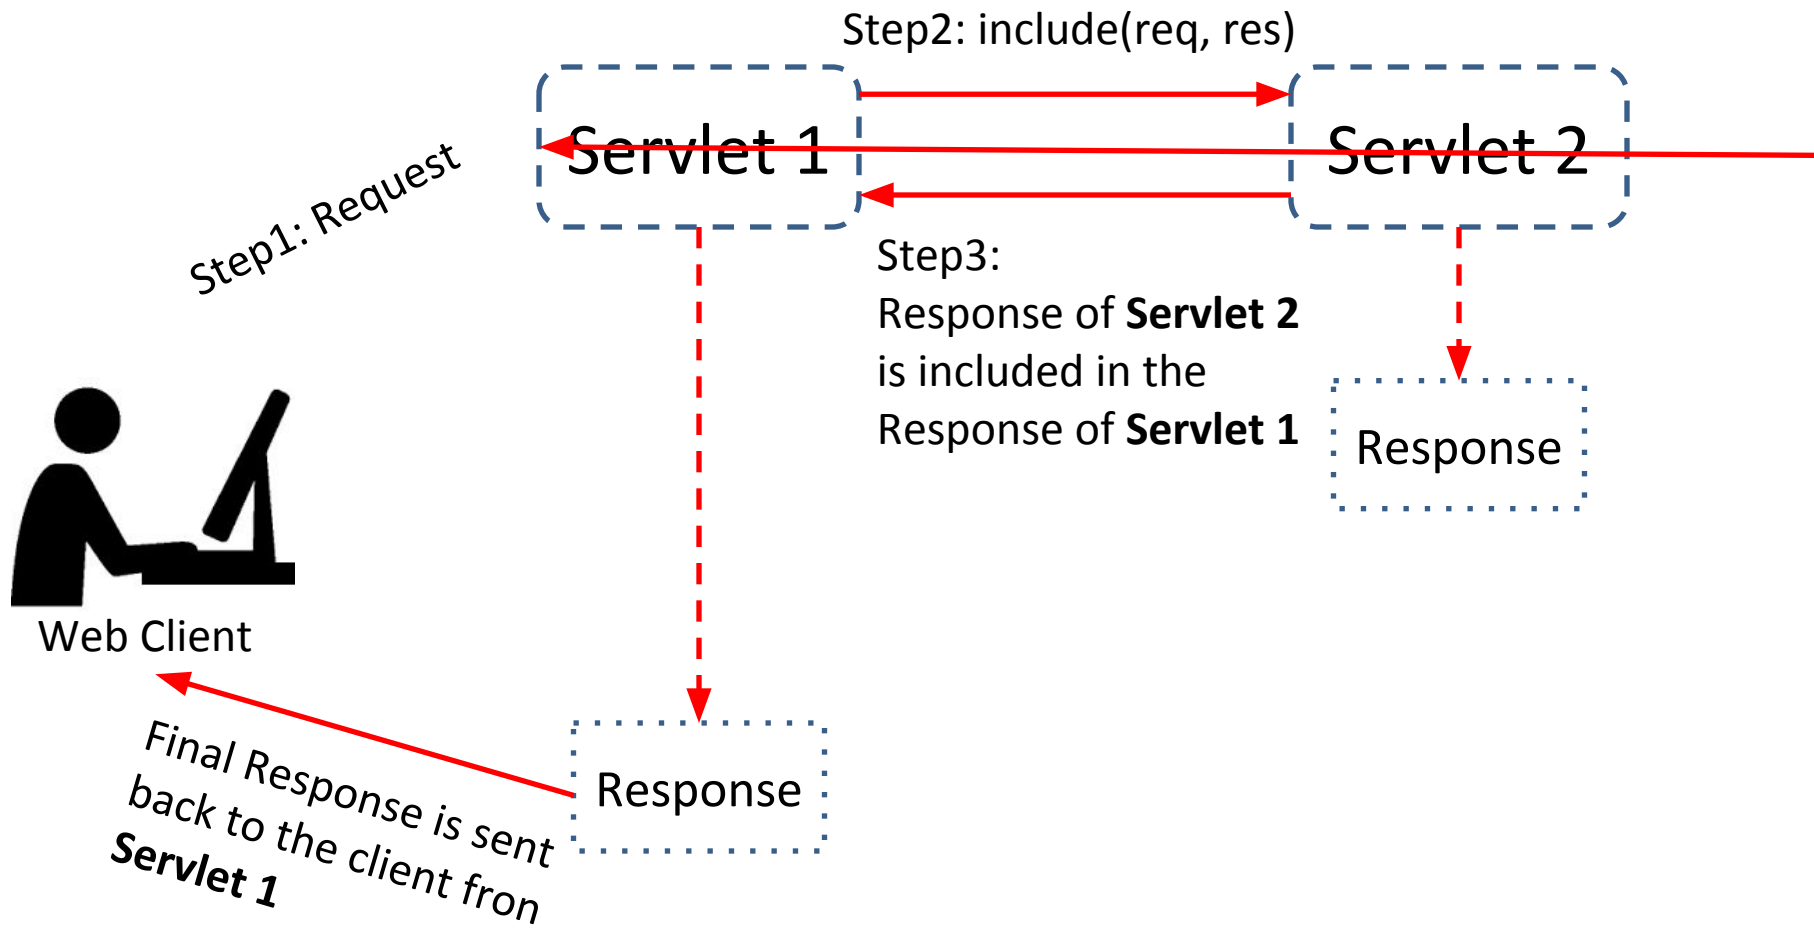 Step2: include(req, res)
Servlet 1
Servlet 2
Step1: Request
Step3:
Response of Servlet 2
is included in the
Response of Servlet 1
Response
Web Client
Final Response is sent
back to the client fron
Servlet 1
Response